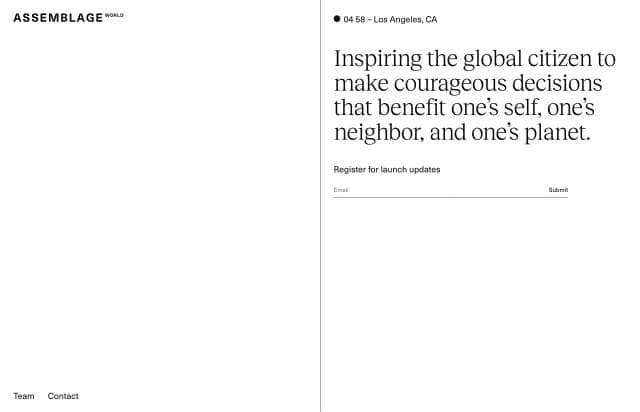 ASSEMBLAGE WORLD
04 58 – Los Angeles, CA
Inspiring the global citizen to
make courageous decisions
that benefit one’s self, one’s
neighbor, and one’s planet.
Register for launch updates
Email Submit
Team Contact